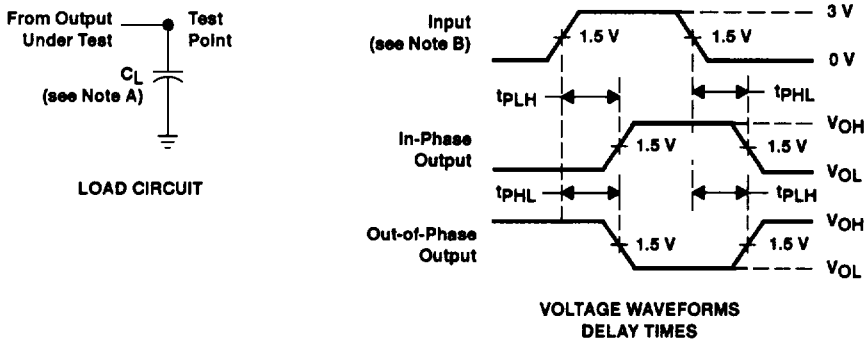 From Output
Under Test
Test
Point
CL
(see Note A)
LOAD CIRCUIT
Input
(see Note B)
3 V
1.5 V
1.5 V
0 V
tPLH
tPHL
In-Phase
Output
VOH
1.5 V
1.5 V
VOL
tPHL
tPLH
Out-of-Phase
Output
VOH
1.5 V
1.5 V
VOL
VOLTAGE WAVEFORMS
DELAY TIMES